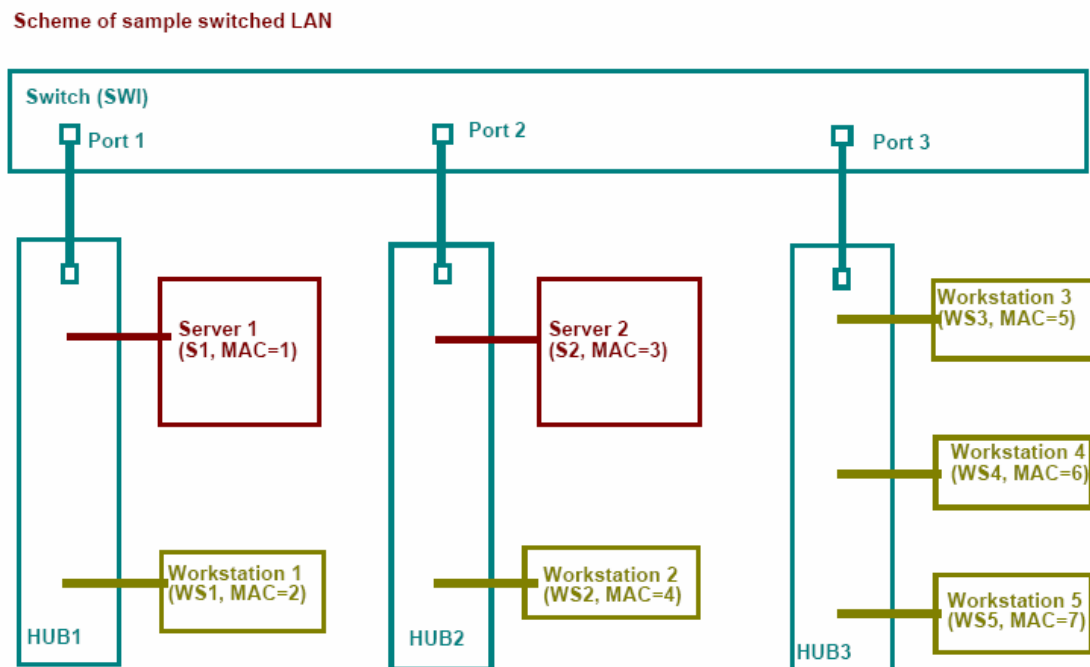 Scheme of sample switched LAN
Switch (SWI)
Port 1
Port 2
Port 3
Server 1
(S1, MAC=1)
Workstation 1
(WS1, MAC=2)
HUB1
Server 2
(S2, MAC=3)
Workstation 2
(WS2, MAC=4)
HUB2
Workstation 3
(WS3, MAC=5)
Workstation 4
(WS4, MAC=6)
Workstation 5
(WS5, MAC=7)
HUB3